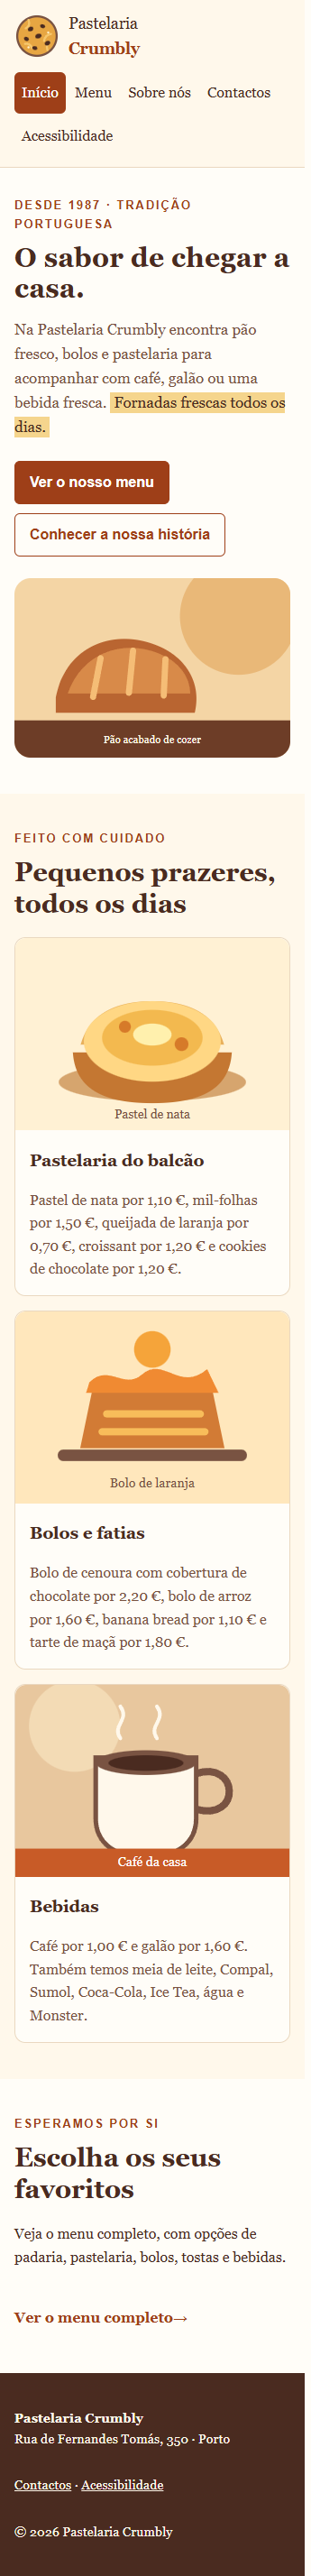 Pastelaria
Crumbly
Início Menu Sobre nós Contactos
Acessibilidade
DESDE 1987 · TRADIÇÃO
PORTUGUESA
O sabor de chegar a
casa.
Na Pastelaria Crumbly encontra pão
fresco, bolos e pastelaria para
acompanhar com café, galão ou uma
bebida fresca. Fornadas frescas todos os
dias.
Ver o nosso menu
Conhecer a nossa história
Pão acabado de cozer
FEITO COM CUIDADO
Pequenos prazeres,
todos os dias
Pastel de nata
Pastelaria do balcão
Pastel de nata por 1,10 €, mil-folhas
por 1,50 €, queijada de laranja por
0,70 €, croissant por 1,20 € e cookies
de chocolate por 1,20 €.
Bolo de laranja
Bolos e fatias
Bolo de cenoura com cobertura de
chocolate por 2,20 €, bolo de arroz
por 1,60 €, banana bread por 1,10 € e
tarte de maçã por 1,80 €.
Café da casa
Bebidas
Café por 1,00 € e galão por 1,60 €.
Também temos meia de leite, Compal,
Sumol, Coca-Cola, Ice Tea, água e
Monster.
ESPERAMOS POR SI
Escolha os seus
favoritos
Veja o menu completo, com opções de
padaria, pastelaria, bolos, tostas e bebidas.
Ver o menu completo→
Pastelaria Crumbly
Rua de Fernandes Tomás, 350 · Porto
Contactos · Acessibilidade
© 2026 Pastelaria Crumbly